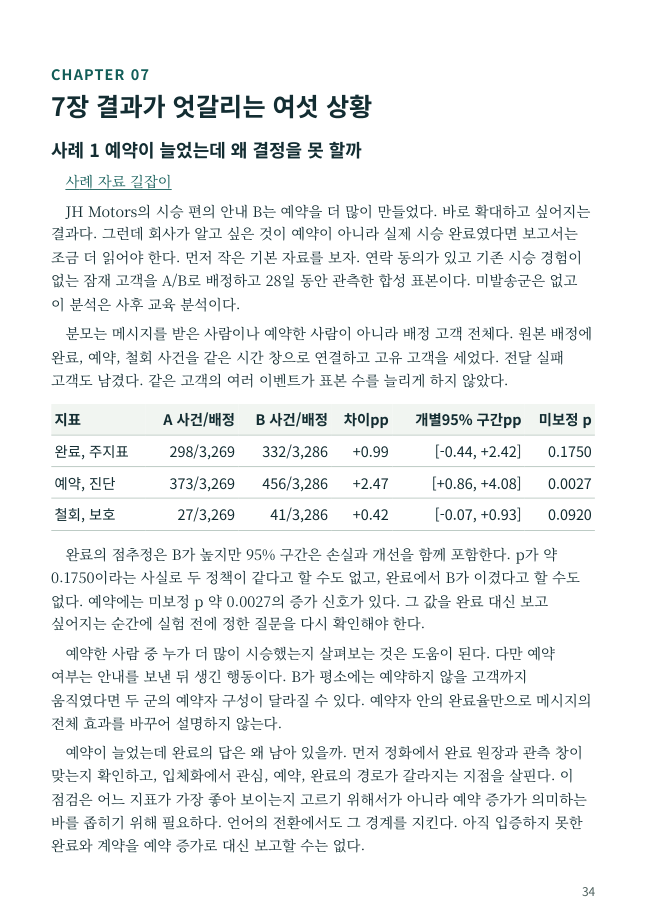 CHAPTER 07
7장 결과가 엇갈리는 여섯 상황
사례 1 예약이 늘었는데 왜 결정을 못 할까
사례 자료 길잡이
JH Motors의 시승 편의 안내 B는 예약을 더 많이 만들었다. 바로 확대하고 싶어지는
결과다. 그런데 회사가 알고 싶은 것이 예약이 아니라 실제 시승 완료였다면 보고서는
조금 더 읽어야 한다. 먼저 작은 기본 자료를 보자. 연락 동의가 있고 기존 시승 경험이
없는 잠재 고객을 A/B로 배정하고 28일 동안 관측한 합성 표본이다. 미발송군은 없고
이 분석은 사후 교육 분석이다.
분모는 메시지를 받은 사람이나 예약한 사람이 아니라 배정 고객 전체다. 원본 배정에
완료, 예약, 철회 사건을 같은 시간 창으로 연결하고 고유 고객을 세었다. 전달 실패
고객도 남겼다. 같은 고객의 여러 이벤트가 표본 수를 늘리게 하지 않았다.
지표 A 사건/배정 B 사건/배정 차이pp 개별95% 구간pp 미보정 p
완료, 주지표 298/3,269 332/3,286 +0.99 [-0.44, +2.42] 0.1750
예약, 진단 373/3,269 456/3,286 +2.47 [+0.86, +4.08] 0.0027
철회, 보호 27/3,269 41/3,286 +0.42 [-0.07, +0.93] 0.0920
완료의 점추정은 B가 높지만 95% 구간은 손실과 개선을 함께 포함한다. p가 약
0.1750이라는 사실로 두 정책이 같다고 할 수도 없고, 완료에서 B가 이겼다고 할 수도
없다. 예약에는 미보정 p 약 0.0027의 증가 신호가 있다. 그 값을 완료 대신 보고
싶어지는 순간에 실험 전에 정한 질문을 다시 확인해야 한다.
예약한 사람 중 누가 더 많이 시승했는지 살펴보는 것은 도움이 된다. 다만 예약
여부는 안내를 보낸 뒤 생긴 행동이다. B가 평소에는 예약하지 않을 고객까지
움직였다면 두 군의 예약자 구성이 달라질 수 있다. 예약자 안의 완료율만으로 메시지의
전체 효과를 바꾸어 설명하지 않는다.
예약이 늘었는데 완료의 답은 왜 남아 있을까. 먼저 정화에서 완료 원장과 관측 창이
맞는지 확인하고, 입체화에서 관심, 예약, 완료의 경로가 갈라지는 지점을 살핀다. 이
점검은 어느 지표가 가장 좋아 보이는지 고르기 위해서가 아니라 예약 증가가 의미하는
바를 좁히기 위해 필요하다. 언어의 전환에서도 그 경계를 지킨다. 아직 입증하지 못한
완료와 계약을 예약 증가로 대신 보고할 수는 없다.
34